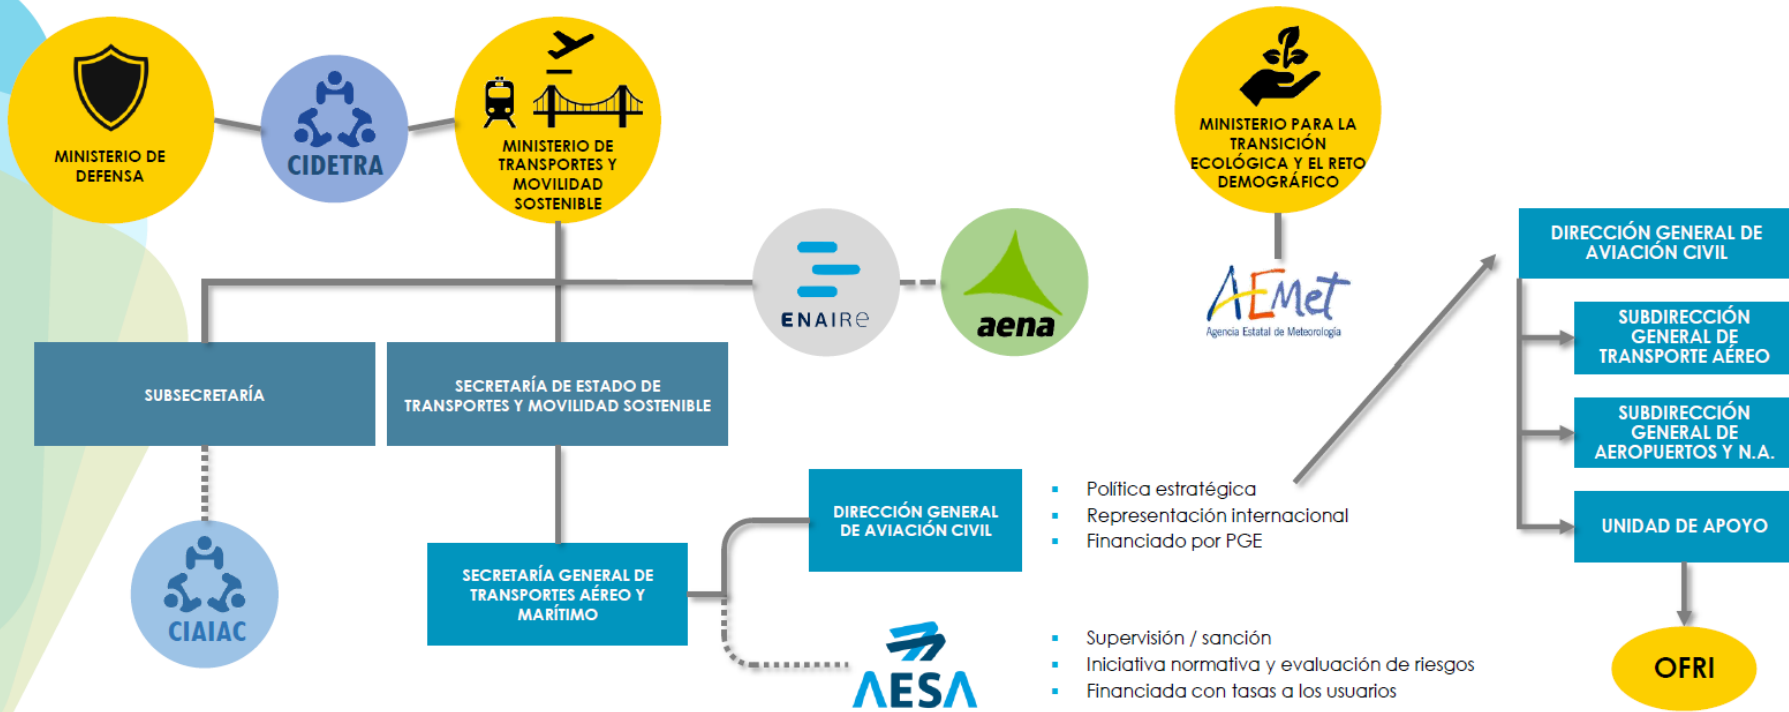 MINISTERIO DE
DEFENSA
CIDETRA
MINISTERIO DE
TRANSPORTES Y
MOVILIDAD
SOSTENIBLE
MINISTERIO PARA LA
TRANSICIÓN
ECOLÓGICA Y EL RETO
DEMOGRÁFICO
ENAIRe
aena
AEMet
Agencia Estatal de Meteorología
SUBSECRETARÍA
SECRETARÍA DE ESTADO DE
TRANSPORTES Y MOVILIDAD SOSTENIBLE
CIAIAC
SECRETARÍA GENERAL DE
TRANSPORTES AÉREO Y
MARÍTIMO
DIRECCIÓN GENERAL
DE AVIACIÓN CIVIL
▪ Política estratégica
▪ Representación internacional
▪ Financiado por PGE
AESA
▪ Supervisión / sanción
▪ Iniciativa normativa y evaluación de riesgos
▪ Financiada con tasas a los usuarios
DIRECCIÓN GENERAL DE
AVIACIÓN CIVIL
SUBDIRECCIÓN
GENERAL DE
TRANSPORTE AÉREO
SUBDIRECCIÓN
GENERAL DE
AEROPUERTOS Y N.A.
UNIDAD DE APOYO
OFRI